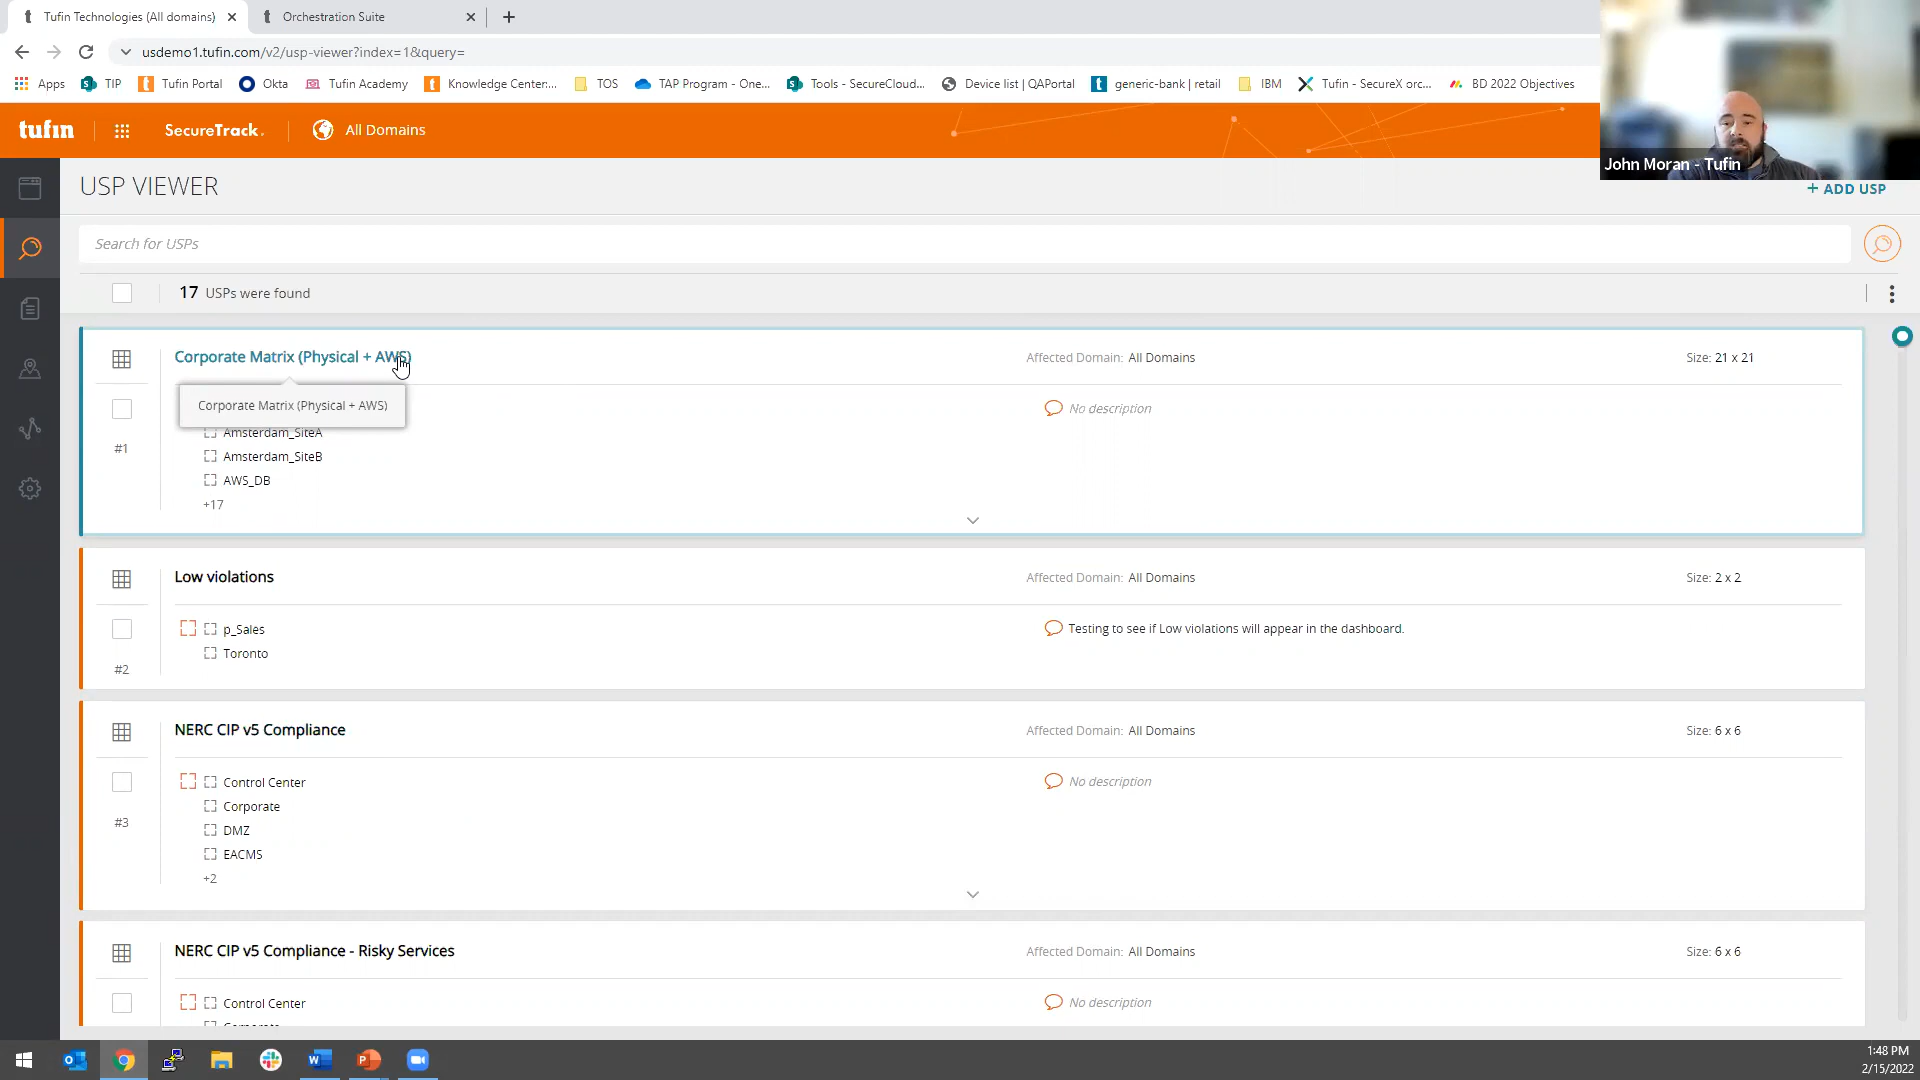 Tufin Technologies (All domains)
Orchestration Suite
usdemo1.tufin.com/v2/usp-viewer?index=1&query=
Apps
TIP
Tufin Portal
Okta
Tufin Academy
Knowledge Center:...
TOS
TAP Program - One...
Tools - SecureCloud...
Device list | QAPortal
generic-bank | retail
IBM
Tufin - SecureX orc...
BD 2022 Objectives
tufin
SecureTrack
All Domains
John Moran - Tufin
USP VIEWER
+ ADD USP
Search for USPs
17 USPs were found
Corporate Matrix (Physical + AWS)
Affected Domain: All Domains
Size: 21 x 21
Corporate Matrix (Physical + AWS)
No description
Amsterdam_SiteA
#1
Amsterdam_SiteB
AWS_DB
+17
Low violations
Affected Domain: All Domains
Size: 2 x 2
p_Sales
Testing to see if Low violations will appear in the dashboard.
Toronto
#2
NERC CIP v5 Compliance
Affected Domain: All Domains
Size: 6 x 6
Control Center
No description
Corporate
#3
DMZ
EACMS
+2
NERC CIP v5 Compliance - Risky Services
Affected Domain: All Domains
Size: 6 x 6
Control Center
No description
Corporate
1:48 PM
2/15/2022